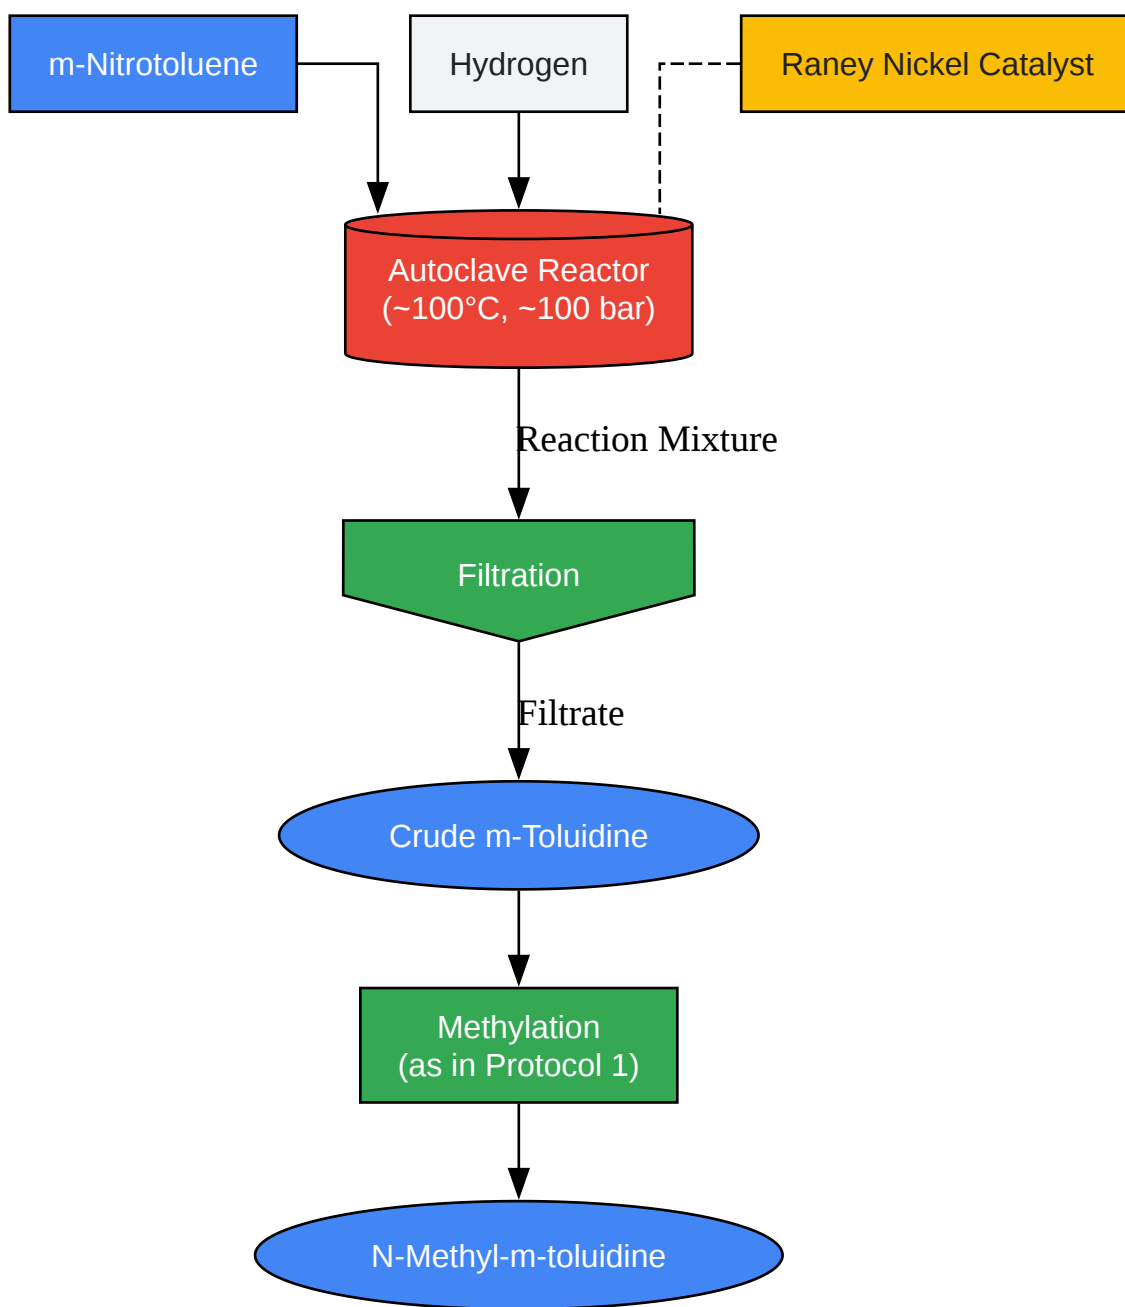 m-Nitrotoluene
Hydrogen
Raney Nickel Catalyst
Autoclave Reactor
(~100°C, ~100 bar)
Reaction Mixture
Filtration
Filtrate
Crude m-Toluidine
Methylation
(as in Protocol 1)
N-Methyl-m-toluidine